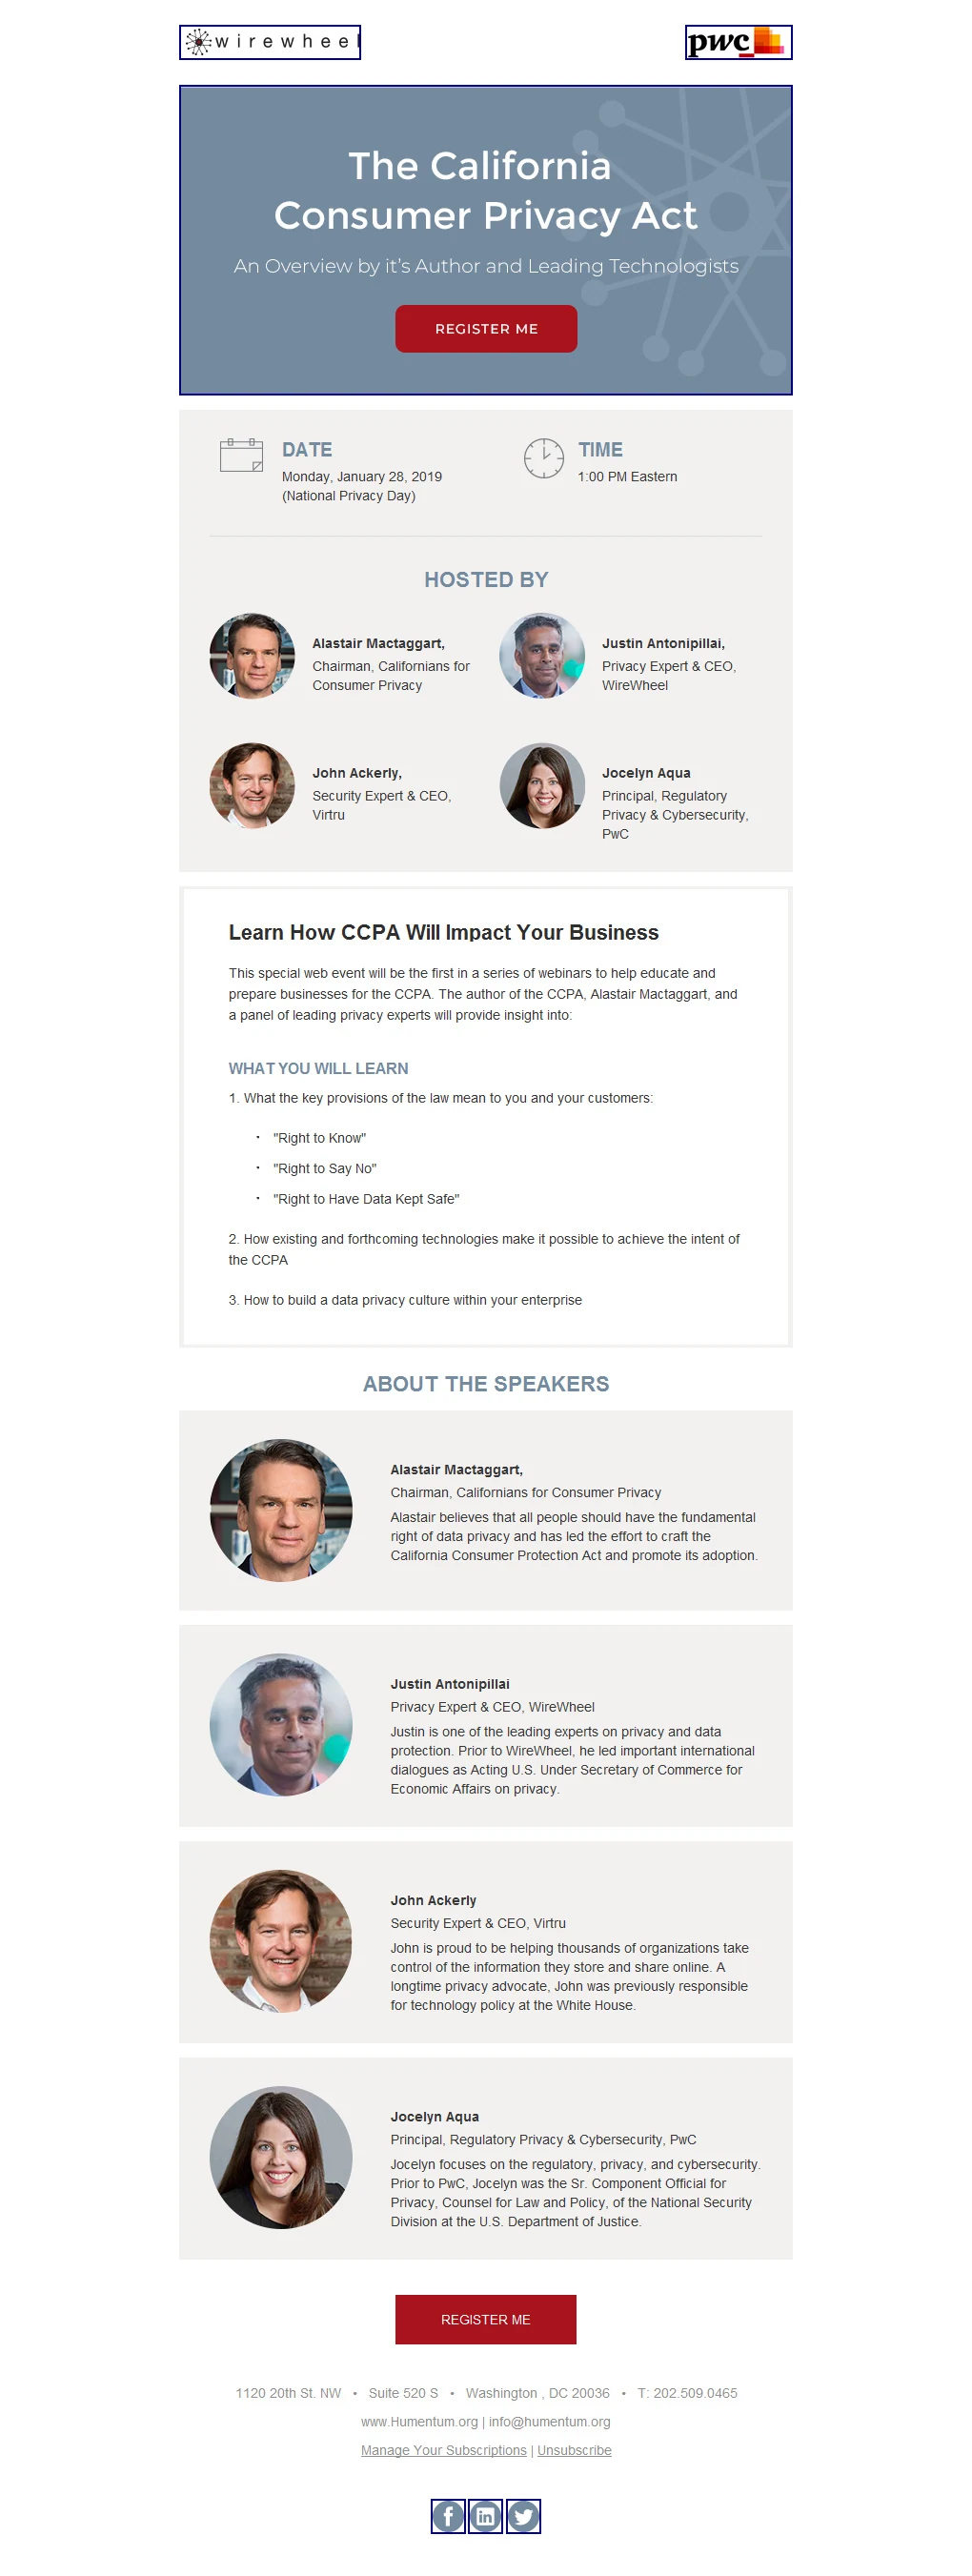 wirewheel
pwc
The California
Consumer Privacy Act
An Overview by it's Author and Leading Technologists
REGISTER ME
DATE
Monday, January 28, 2019
(National Privacy Day)
TIME
1:00 PM Eastern
HOSTED BY
Alastair Mactaggart,
Chairman, Californians for
Consumer Privacy
Justin Antonipillai,
Privacy Expert & CEO,
WireWheel
John Ackerly,
Security Expert & CEO,
Virtru
Jocelyn Aqua
Principal, Regulatory
Privacy & Cybersecurity,
PwC
Learn How CCPA Will Impact Your Business
This special web event will be the first in a series of webinars to help educate and
prepare businesses for the CCPA. The author of the CCPA, Alastair Mactaggart, and
a panel of leading privacy experts will provide insight into:
WHAT YOU WILL LEARN
1. What the key provisions of the law mean to you and your customers:
· "Right to Know"
· "Right to Say No"
· "Right to Have Data Kept Safe"
2. How existing and forthcoming technologies make it possible to achieve the intent of
the CCPA
3. How to build a data privacy culture within your enterprise
ABOUT THE SPEAKERS
Alastair Mactaggart,
Chairman, Californians for Consumer Privacy
Alastair believes that all people should have the fundamental
right of data privacy and has led the effort to craft the
California Consumer Protection Act and promote its adoption.
Justin Antonipillai
Privacy Expert & CEO, WireWheel
Justin is one of the leading experts on privacy and data
protection. Prior to WireWheel, he led important international
dialogues as Acting U.S. Under Secretary of Commerce for
Economic Affairs on privacy.
John Ackerly
Security Expert & CEO, Virtru
John is proud to be helping thousands of organizations take
control of the information they store and share online. A
longtime privacy advocate, John was previously responsible
for technology policy at the White House.
Jocelyn Aqua
Principal, Regulatory Privacy & Cybersecurity, PwC
Jocelyn focuses on the regulatory, privacy, and cybersecurity.
Prior to PwC, Jocelyn was the Sr. Component Official for
Privacy, Counsel for Law and Policy, of the National Security
Division at the U.S. Department of Justice.
REGISTER ME
1120 20th St. NW • Suite 520 S • Washington , DC 20036 • T: 202.509.0465
www.Humentum.org | info@humentum.org
Manage Your Subscriptions | Unsubscribe